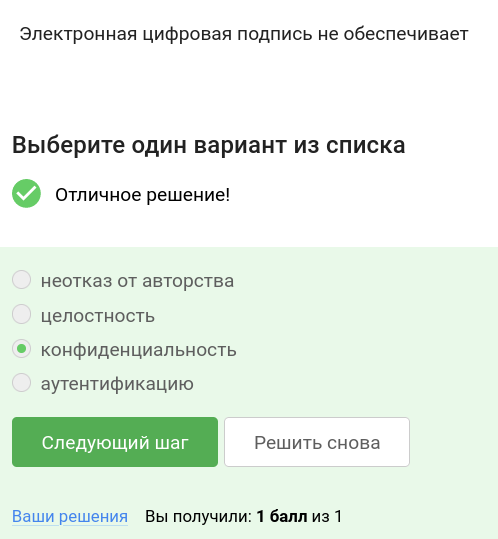 Электронная цифровая подпись не обеспечивает
Выберите один вариант из списка
Отличное решение!
неотказ от авторства
целостность
конфиденциальность
аутентификацию
Следующий шаг Решить снова
Ваши решения Вы получили: 1 балл из 1